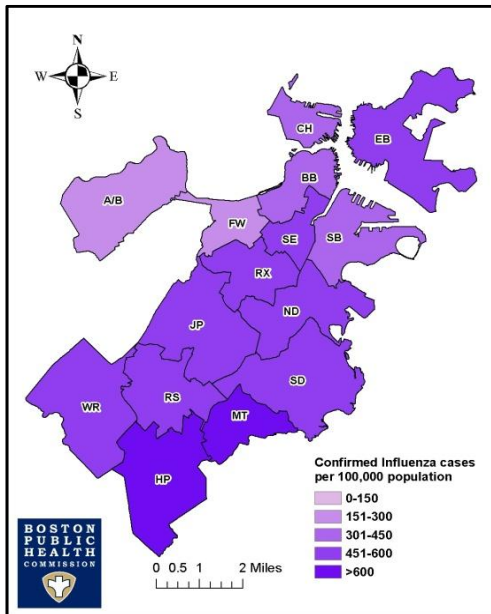 N
W E
S
CH
EB
BB
A/B
FW
SE
SB
RX
ND
JP
SD
WR
RS
MT
HP
Confirmed Influenza cases
per 100,000 population
0-150
151-300
301-450
451-600
>600
BOSTON
PUBLIC
HEALTH
COMMISSION
0 0.5 1 2 Miles